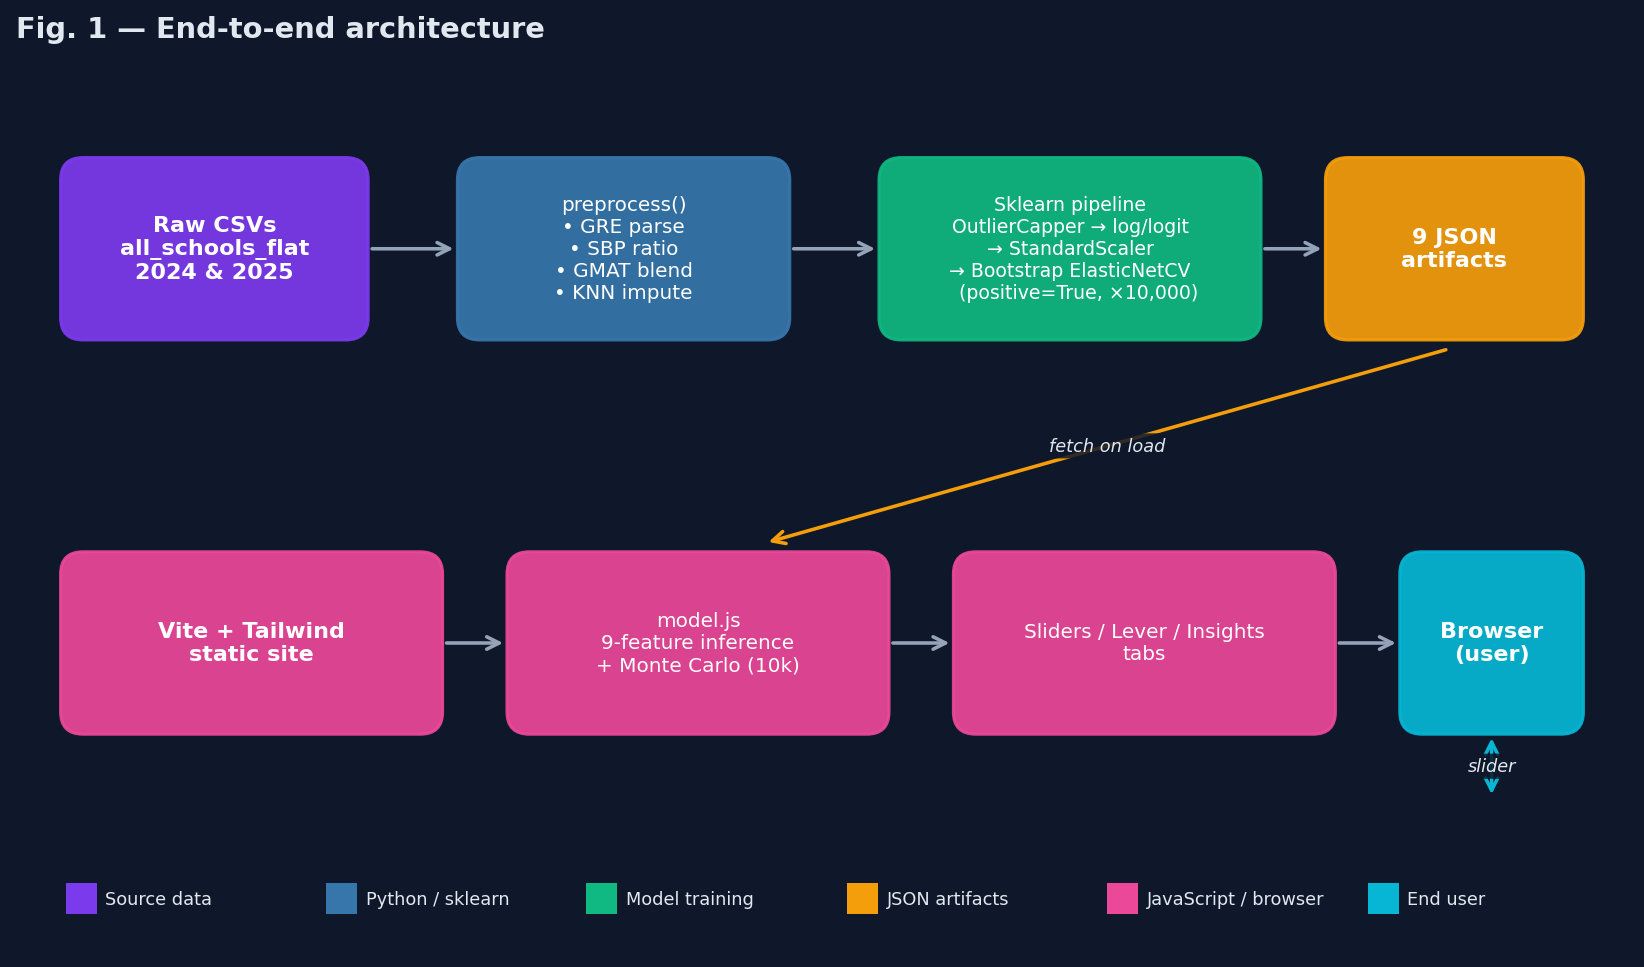 Fig. 1 — End-to-end architecture
Raw CSVs
all_schools_flat
2024 & 2025
preprocess()
• GRE parse
• SBP ratio
• GMAT blend
• KNN impute
Sklearn pipeline
OutlierCapper → log/logit
→ StandardScaler
→ Bootstrap ElasticNetCV
(positive=True, ×10,000)
9 JSON
artifacts
fetch on load
Vite + Tailwind
static site
model.js
9-feature inference
+ Monte Carlo (10k)
Sliders / Lever / Insights
tabs
Browser
(user)
slider
Source data
Python / sklearn
Model training
JSON artifacts
JavaScript / browser
End user